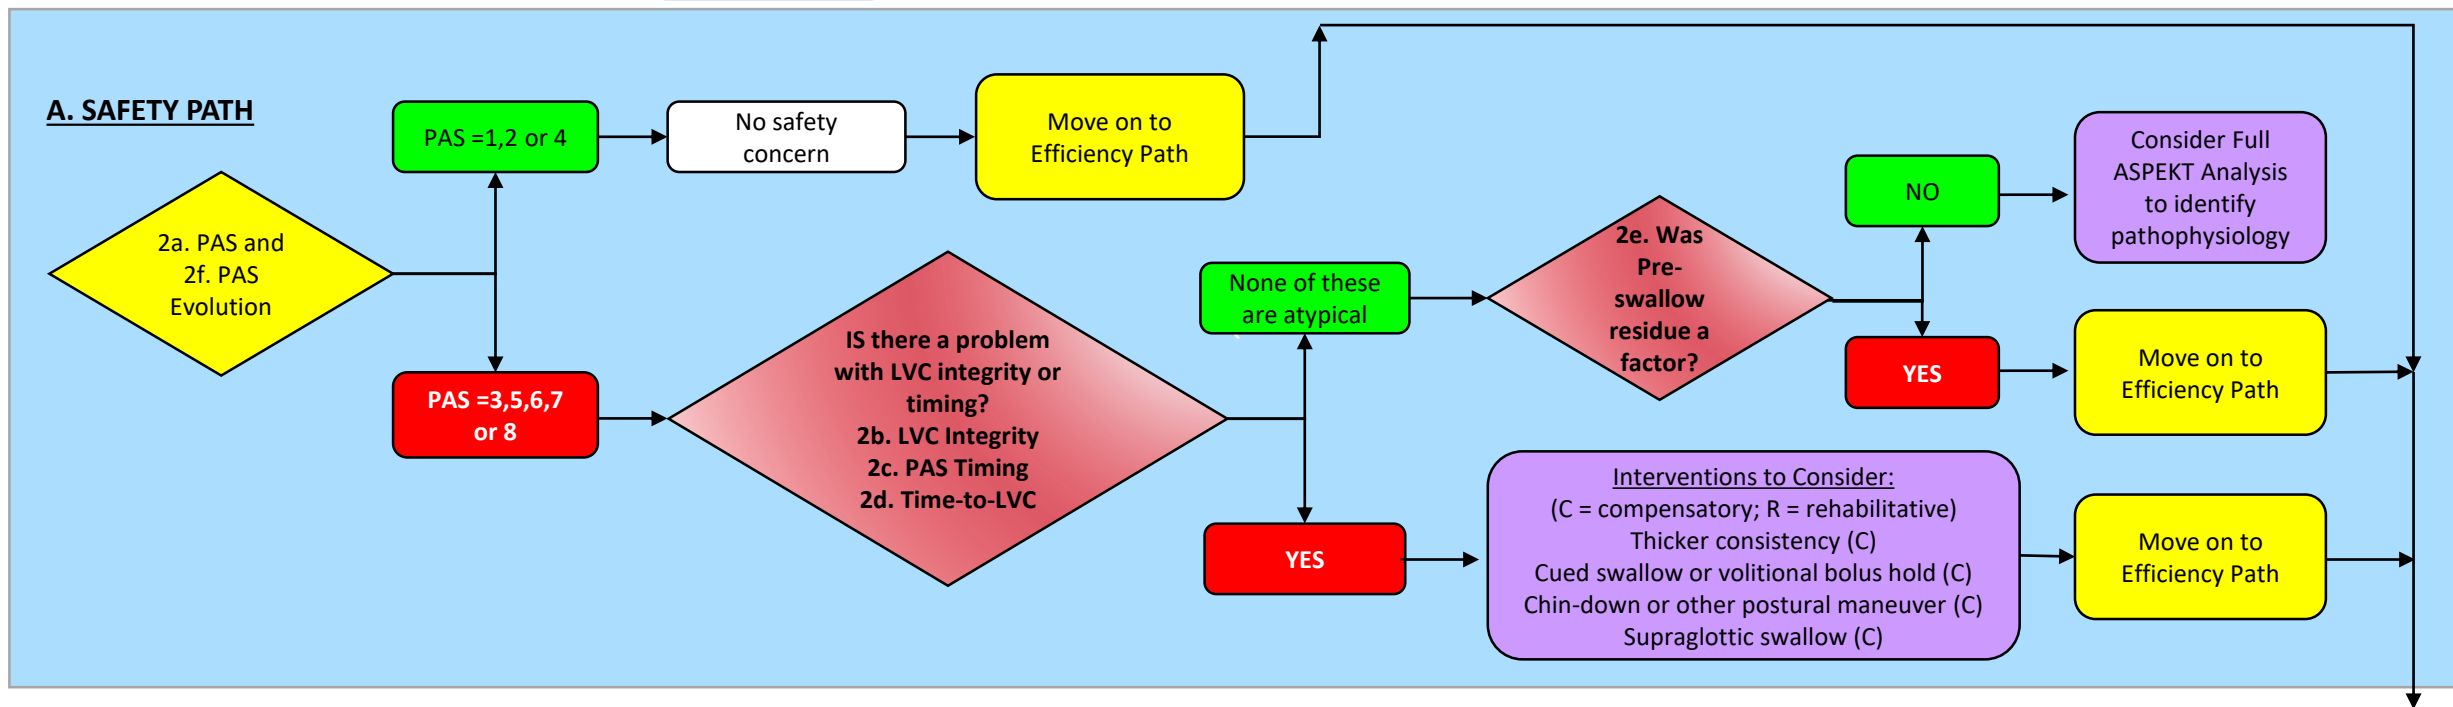 A. SAFETY PATH
2a. PAS and
2f. PAS
Evolution
PAS =1,2 or 4
No safety
concern
Move on to
Efficiency Path
PAS =3,5,6,7
or 8
IS there a problem
with LVC integrity or
timing?
2b. LVC Integrity
2c. PAS Timing
2d. Time-to-LVC
None of these
are atypical
2e. Was
Pre-
swallow
residue a
factor?
NO
Consider Full
ASPEKT Analysis
to identify
pathophysiology
YES
Move on to
Efficiency Path
YES
Interventions to Consider:
(C = compensatory; R = rehabilitative)
Thicker consistency (C)
Cued swallow or volitional bolus hold (C)
Chin-down or other postural maneuver (C)
Supraglottic swallow (C)
Move on to
Efficiency Path